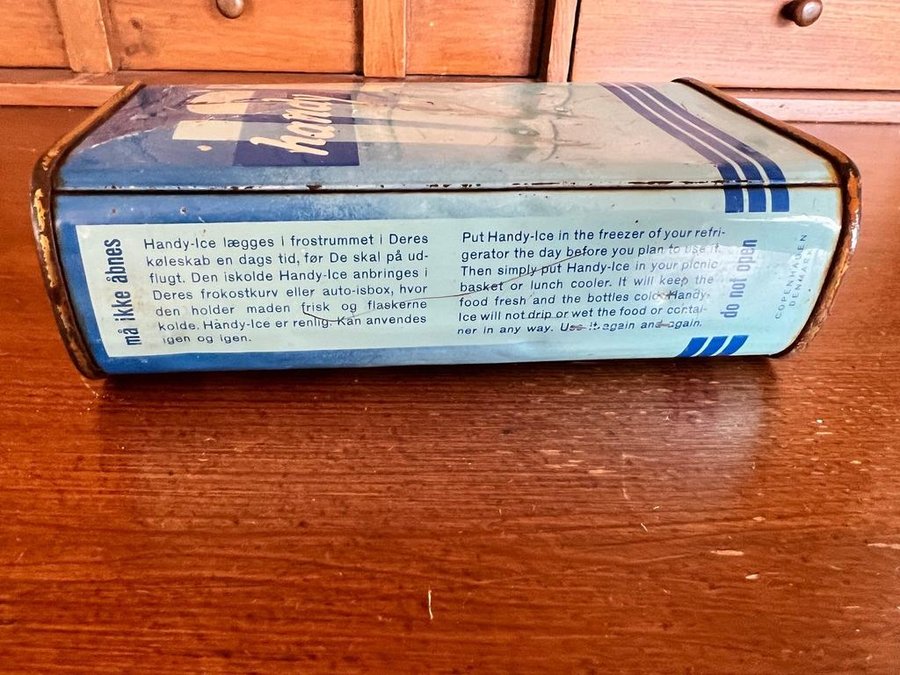 handy
må ikke åbnes
Handy-Ice lægges i frostrummet i Deres
køleskab en dags tid, før De skal på ud-
flugt. Den iskolde Handy-Ice anbringes i
Deres frokostkurv eller auto-isbox, hvor
den holder maden frisk og flaskerne
kolde. Handy-Ice er renlig. Kan anvendes
igen og igen.
Put Handy-Ice in the freezer of your refri-
gerator the day before you plan to use it.
Then simply put Handy-Ice in your picnic
basket or lunch cooler. It will keep the
food fresh and the bottles cold. Handy-
Ice will not drip or wet the food or contai-
ner in any way. Use it again and again.
do not open
COPENHAGEN
DENMARK